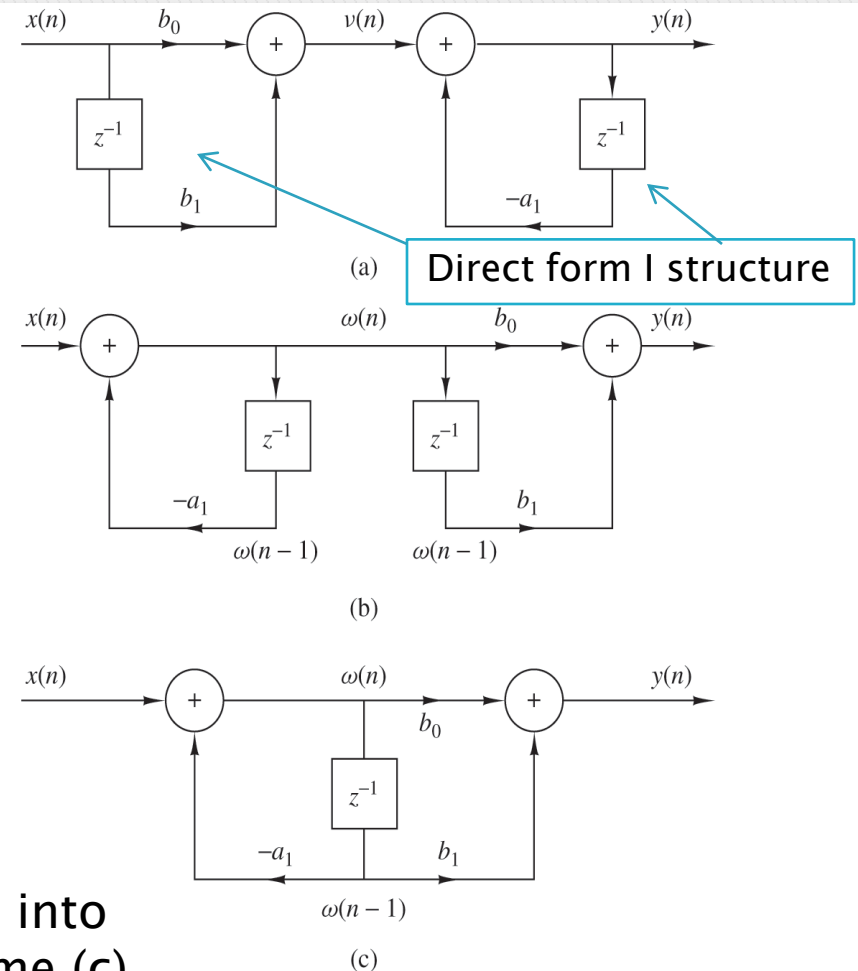 x(n) b₀ v(n) y(n)
+ +
z⁻¹ z⁻¹
b₁ −a₁
(a)
Direct form I structure
x(n) ω(n) b₀ y(n)
+ +
z⁻¹ z⁻¹
−a₁ b₁
ω(n − 1) ω(n − 1)
(b)
x(n) ω(n) y(n)
+ +
b₀
z⁻¹
−a₁ b₁
ω(n − 1)
into
(c)
(c)